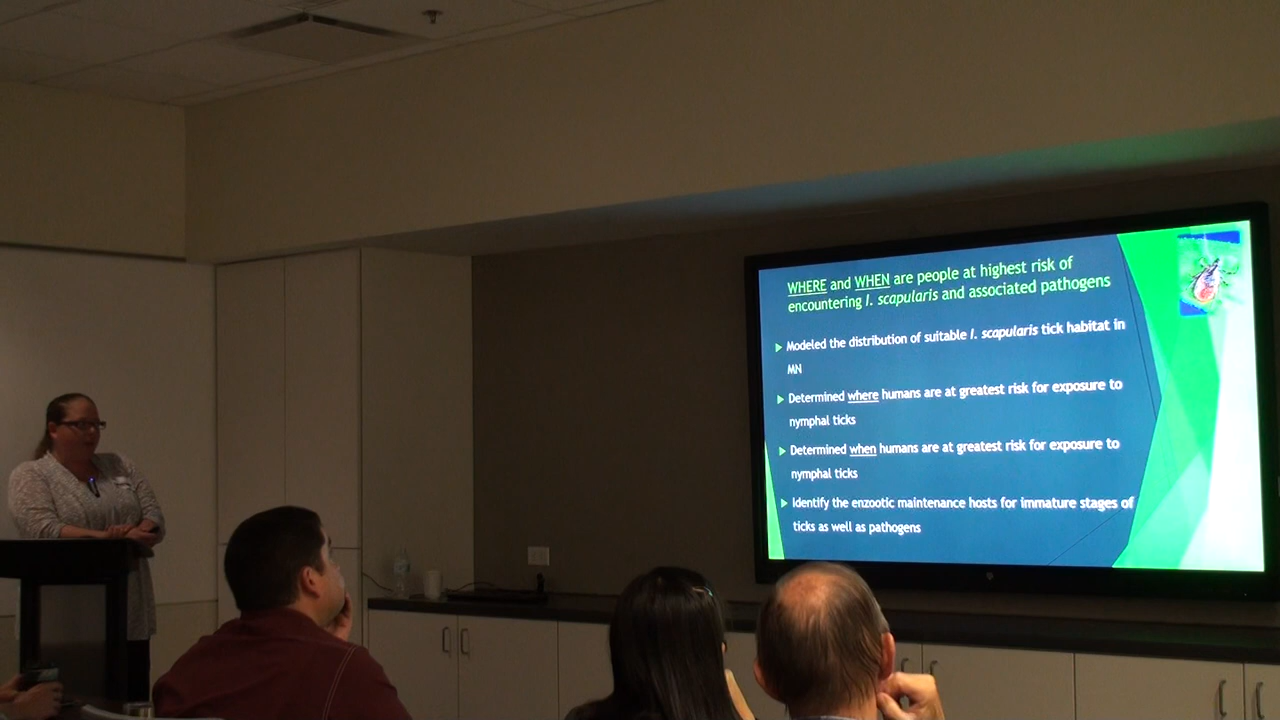 WHERE and WHEN are people at highest risk of
encountering I. scapularis and associated pathogens
Modeled the distribution of suitable I. scapularis tick habitat in
MN
Determined where humans are at greatest risk for exposure to
nymphal ticks
Determined when humans are at greatest risk for exposure to
nymphal ticks
Identify the enzootic maintenance hosts for immature stages of
ticks as well as pathogens